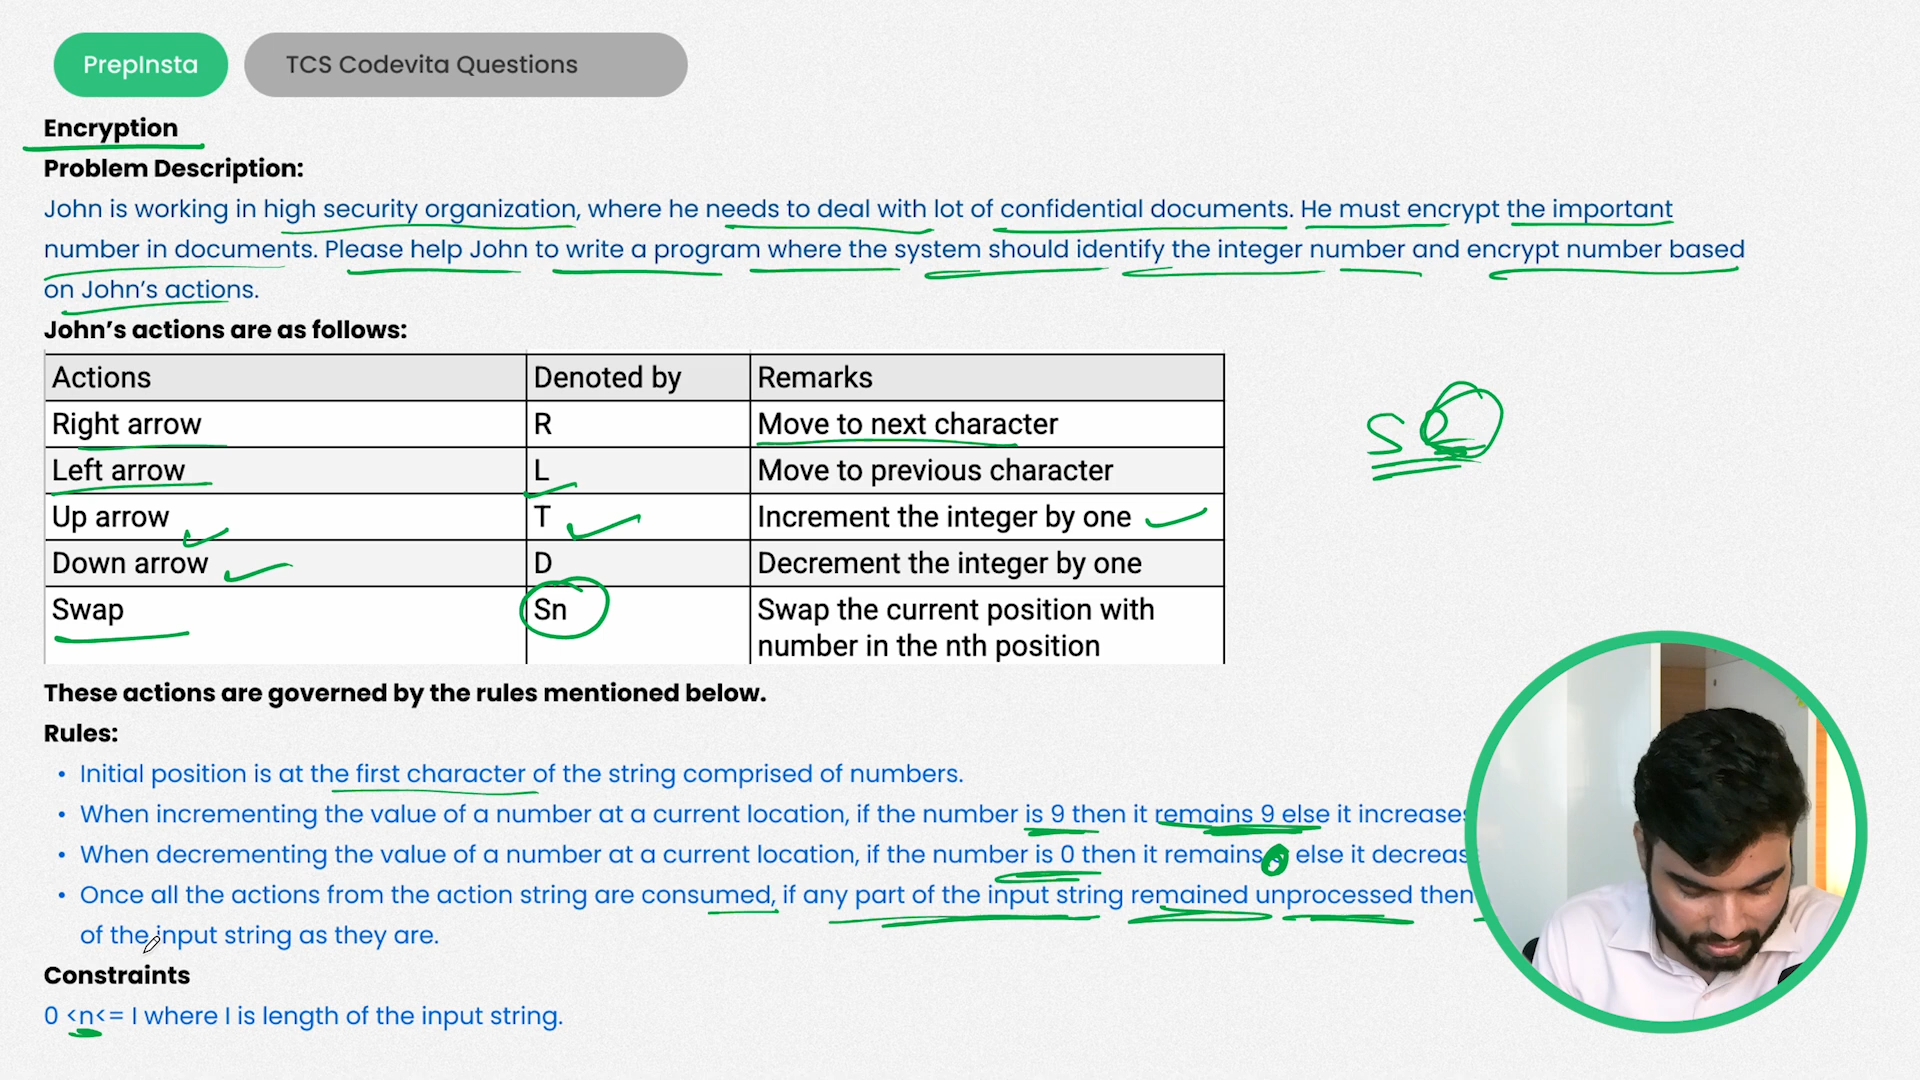 PrepInsta
TCS Codevita Questions
Encryption
Problem Description:
John is working in high security organization, where he needs to deal with lot of confidential documents. He must encrypt the important
number in documents. Please help John to write a program where the system should identify the integer number and encrypt number based
on John's actions.
John's actions are as follows:
Actions Denoted by Remarks
Right arrow R Move to next character
Left arrow L Move to previous character
Up arrow T Increment the integer by one
Down arrow D Decrement the integer by one
Swap Sn Swap the current position with
number in the nth position
These actions are governed by the rules mentioned below.
Rules:
• Initial position is at the first character of the string comprised of numbers.
• When incrementing the value of a number at a current location, if the number is 9 then it remains 9 else it increases
• When decrementing the value of a number at a current location, if the number is 0 then it remains 0 else it
• Once all the actions from the action string are consumed, if any part of the input string remained unprocessed then
of the input string as they are.
Constraints
0 <n<= I where I is length of the input string.